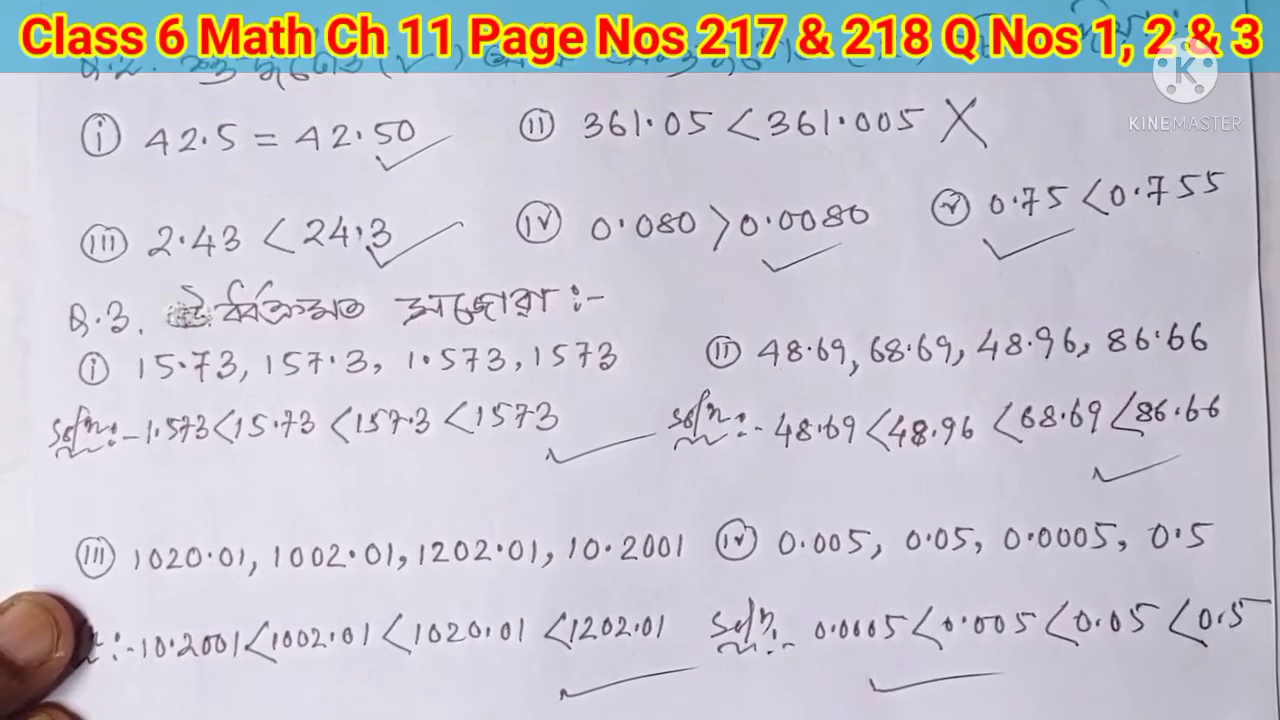 Class 6 Math Ch 11 Page Nos 217 & 218 Q Nos 1, 2 & 3
K
KINEMASTER
Q.2.
i 42.5 = 42.50 ✓ ii 361.05 < 361.005 X
iii 2.43 < 24.3 ✓ iv 0.080 > 0.0080 ✓ v 0.75 < 0.755 ✓
Q.3. :-
i 15.73, 157.3, 1.573, 1573 ii 48.69, 68.69, 48.96, 86.66
Soln:- 1.573 < 15.73 < 157.3 < 1573 ✓ Soln:- 48.69 < 48.96 < 68.69 < 86.66 ✓
iii 1020.01, 1002.01, 1202.01, 10.2001 iv 0.005, 0.05, 0.0005, 0.5
:- 10.2001 < 1002.01 < 1020.01 < 1202.01 ✓ Soln:- 0.0005 < 0.005 < 0.05 < 0.5 ✓